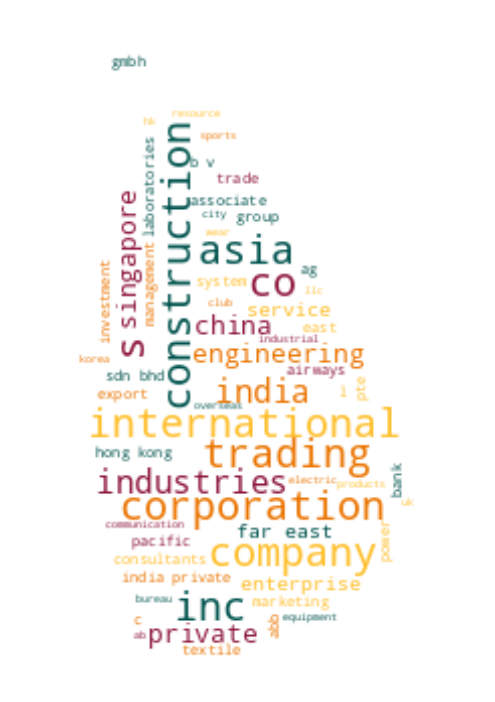 gmbh
resource
hk
sports
laboratories
construction
b v
trade
singapore
associate
city
group
wear
asia
management
investment
system
co
ag
llc
club
service
s
china
east
industrial
korea
engineering
airways
sdn bhd
export
india
l
pte
overseas
international
hong kong
trading
industries
electric
products
bank
uk
corporation
communication
far east
power
pacific
company
consultants
india private
enterprise
bureau
inc
marketing
c
abb
equipment
ab
private
textile